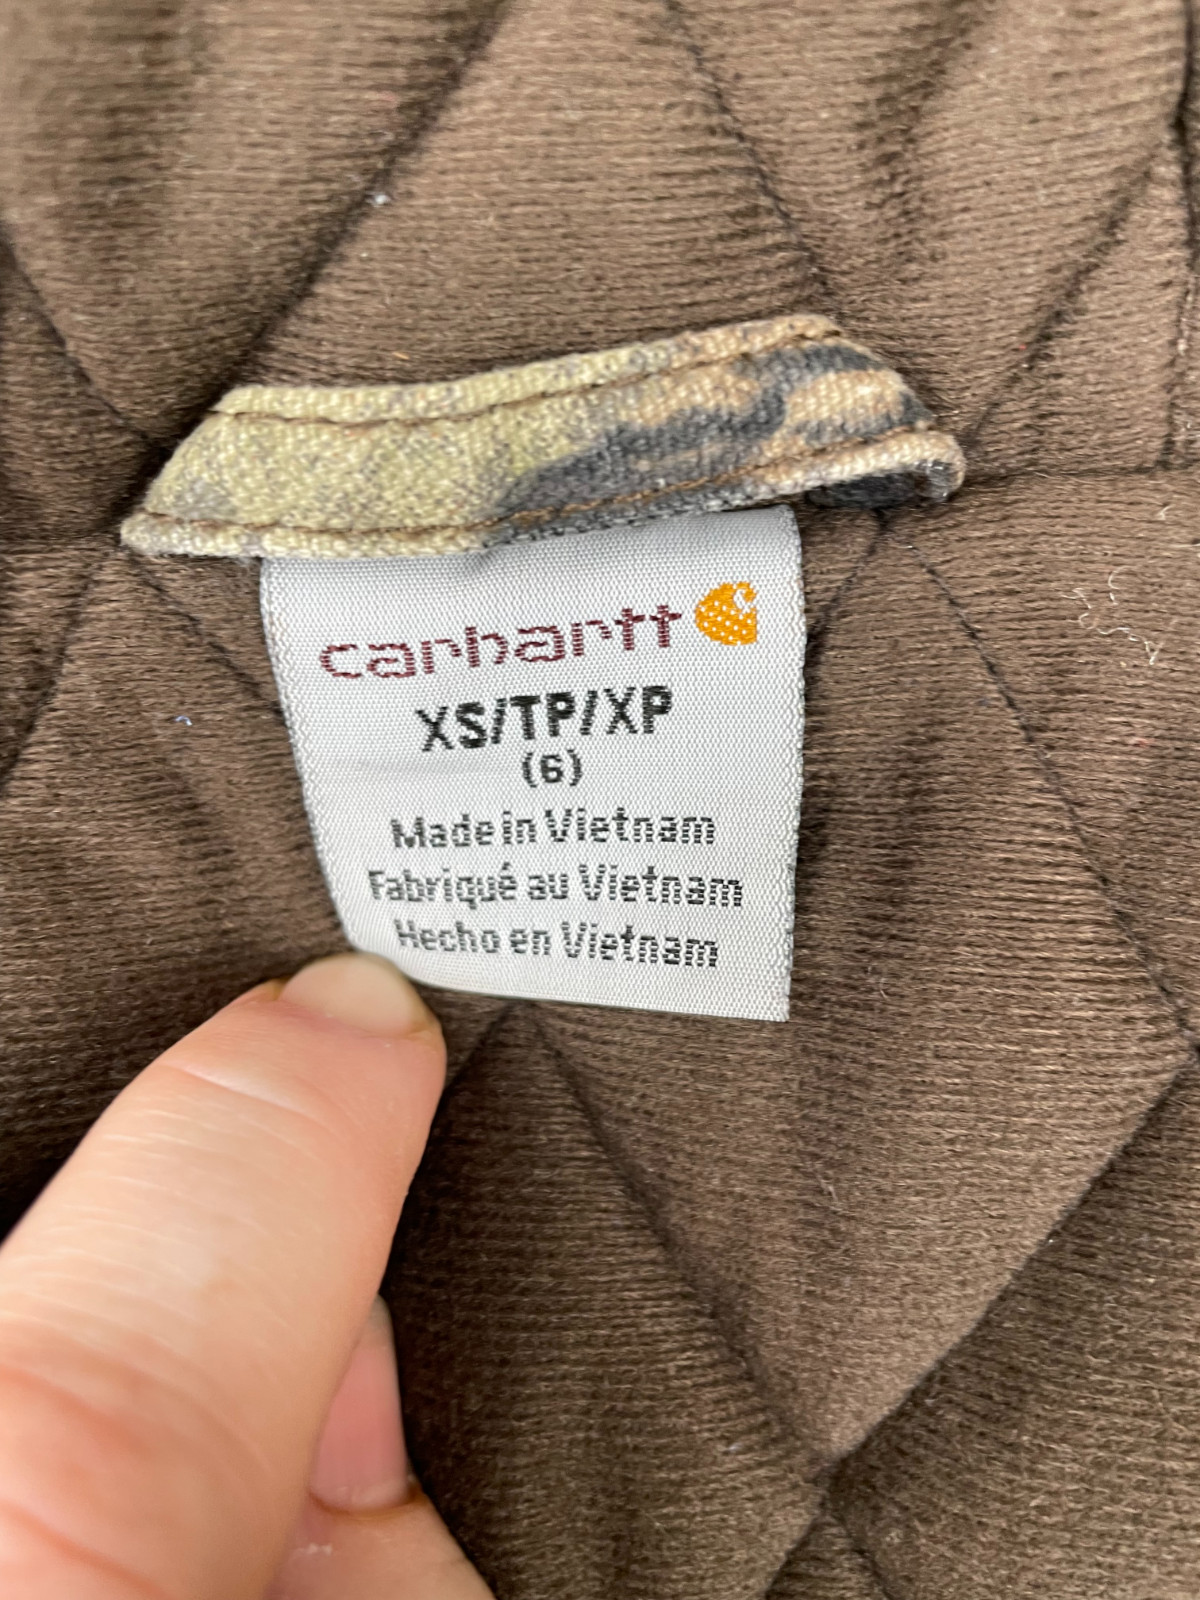 carhartt
XS/TP/XP
(6)
Made in Vietnam
Fabriqué au Vietnam
Hecho en Vietnam